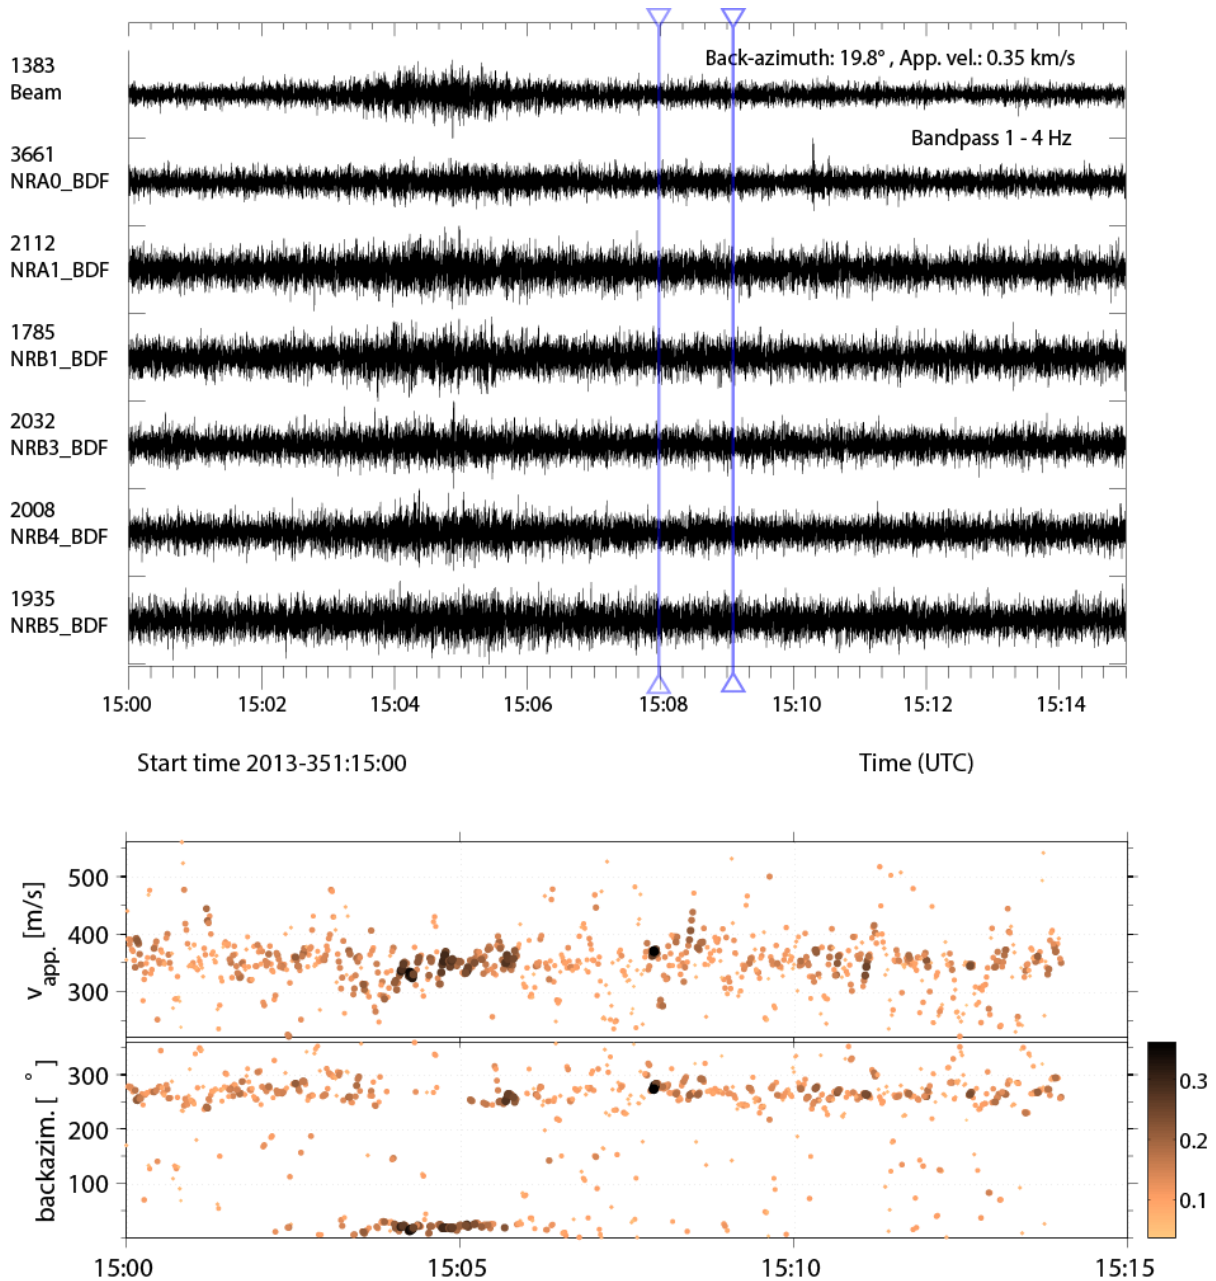 1383
Beam
Back-azimuth: 19.8° , App. vel.: 0.35 km/s
Bandpass 1 - 4 Hz
3661
NRA0_BDF
2112
NRA1_BDF
1785
NRB1_BDF
2032
NRB3_BDF
2008
NRB4_BDF
1935
NRB5_BDF
15:00 15:02 15:04 15:06 15:08 15:10 15:12 15:14
Start time 2013-351:15:00 Time (UTC)
v app. [m/s]
500
400
300
backazim. [ ° ]
300
200
100
0.3
0.2
0.1
15:00 15:05 15:10 15:15